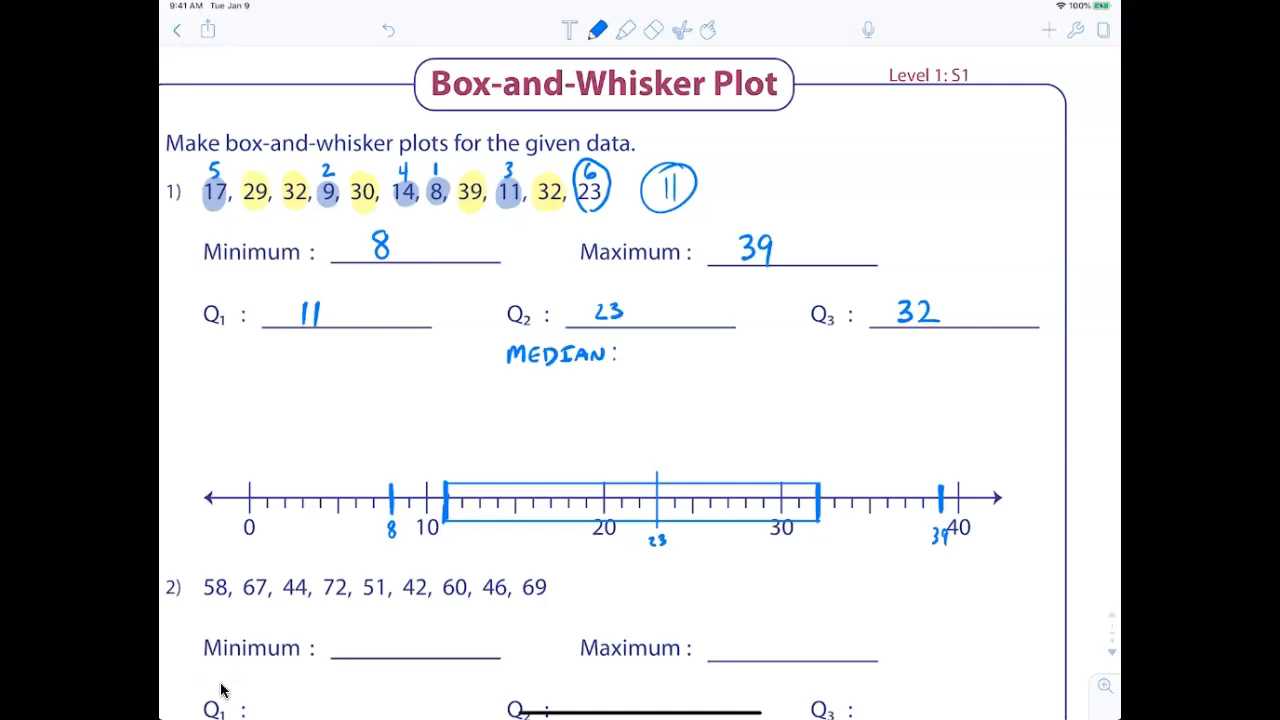 9:41 AM Tue Jan 9
100%
Box-and-Whisker Plot
Level 1: S1
Make box-and-whisker plots for the given data.
5 2 4 1 3 6
1) 17, 29, 32, 9, 30, 14, 8, 39, 11, 32, 23 11
Minimum : 8 Maximum : 39
Q1 : 11 Q2 : 23 Q3 : 32
MEDIAN:
0 10 20 30 40
8 23 39
2) 58, 67, 44, 72, 51, 42, 60, 46, 69
Minimum : Maximum :
Q1 : Q2 : Q3 :